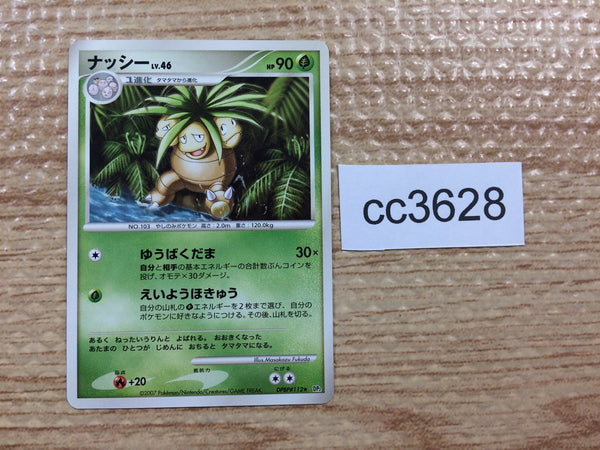 ナッシー LV.46 HP 90
1進化 タマタマから進化
NO.103 やしのみポケモン 高さ：2.0m 重さ：120.0kg
ゆうばくだま 30×
自分と相手の基本エネルギーの合計数ぶんコインを
投げ、オモテ×30ダメージ。
えいようほきゅう
自分の山札のエネルギーを2枚まで選び、自分の
ポケモンに好きなようにつける。その後、山札を切る。
あるく ねったいうりんと よばれる。おおきくなった
あたまの ひとつが じめんに おちると タマタマになる。
Illus.Masakazu Fukuda
弱点 抵抗力 にげる
+20
DPBP#112
©2007 Pokémon/Nintendo/Creatures/GAME FREAK.
cc3628